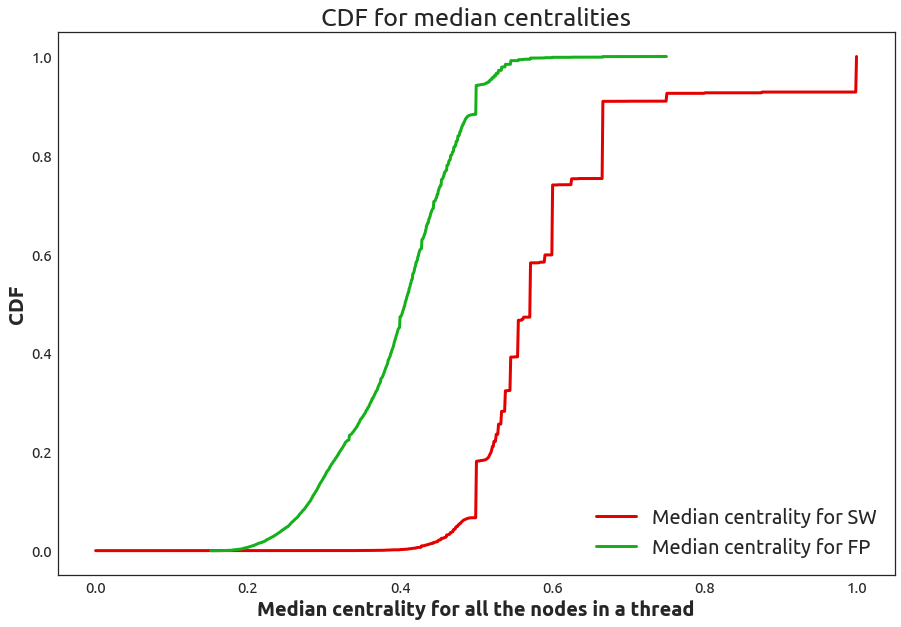 CDF for median centralities
CDF
1.0
0.8
0.6
0.4
0.2
0.0
Median centrality for SW
Median centrality for FP
0.0 0.2 0.4 0.6 0.8 1.0
Median centrality for all the nodes in a thread